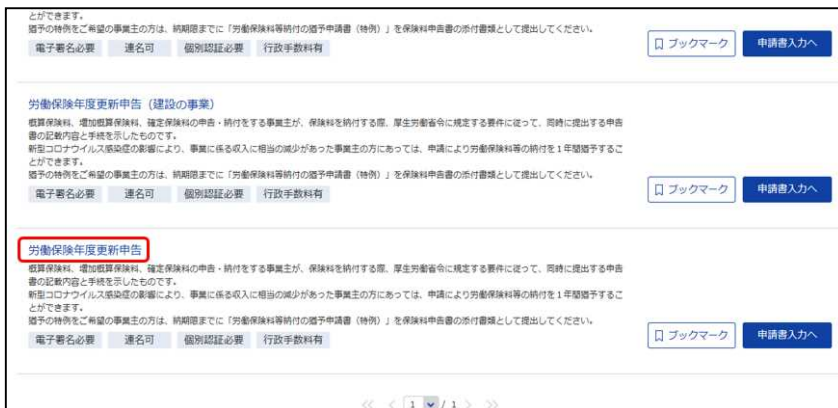 とができます。
猶予の特例をご希望の事業主の方は、納期限までに「労働保険料等納付の猶予申請書（特例）」を保険料申告書の添付書類として提出してください。
電子署名必要 連名可 個別認証必要 行政手数料有 ブックマーク 申請書入力へ
労働保険年度更新申告（建設の事業）
概算保険料、増加概算保険料、確定保険料の申告・納付をする事業主が、保険料を納付する際、厚生労働省令に規定する要件に従って、同時に提出する申告
書の記載内容と手続を示したものです。
新型コロナウイルス感染症の影響により、事業に係る収入に相当の減少があった事業主の方にあっては、申請により労働保険料等の納付を１年間猶予するこ
とができます。
猶予の特例をご希望の事業主の方は、納期限までに「労働保険料等納付の猶予申請書（特例）」を保険料申告書の添付書類として提出してください。
電子署名必要 連名可 個別認証必要 行政手数料有 ブックマーク 申請書入力へ
労働保険年度更新申告
概算保険料、増加概算保険料、確定保険料の申告・納付をする事業主が、保険料を納付する際、厚生労働省令に規定する要件に従って、同時に提出する申告
書の記載内容と手続を示したものです。
新型コロナウイルス感染症の影響により、事業に係る収入に相当の減少があった事業主の方にあっては、申請により労働保険料等の納付を１年間猶予するこ
とができます。
猶予の特例をご希望の事業主の方は、納期限までに「労働保険料等納付の猶予申請書（特例）」を保険料申告書の添付書類として提出してください。
電子署名必要 連名可 個別認証必要 行政手数料有 ブックマーク 申請書入力へ
≪ < 1 / 1 > ≫